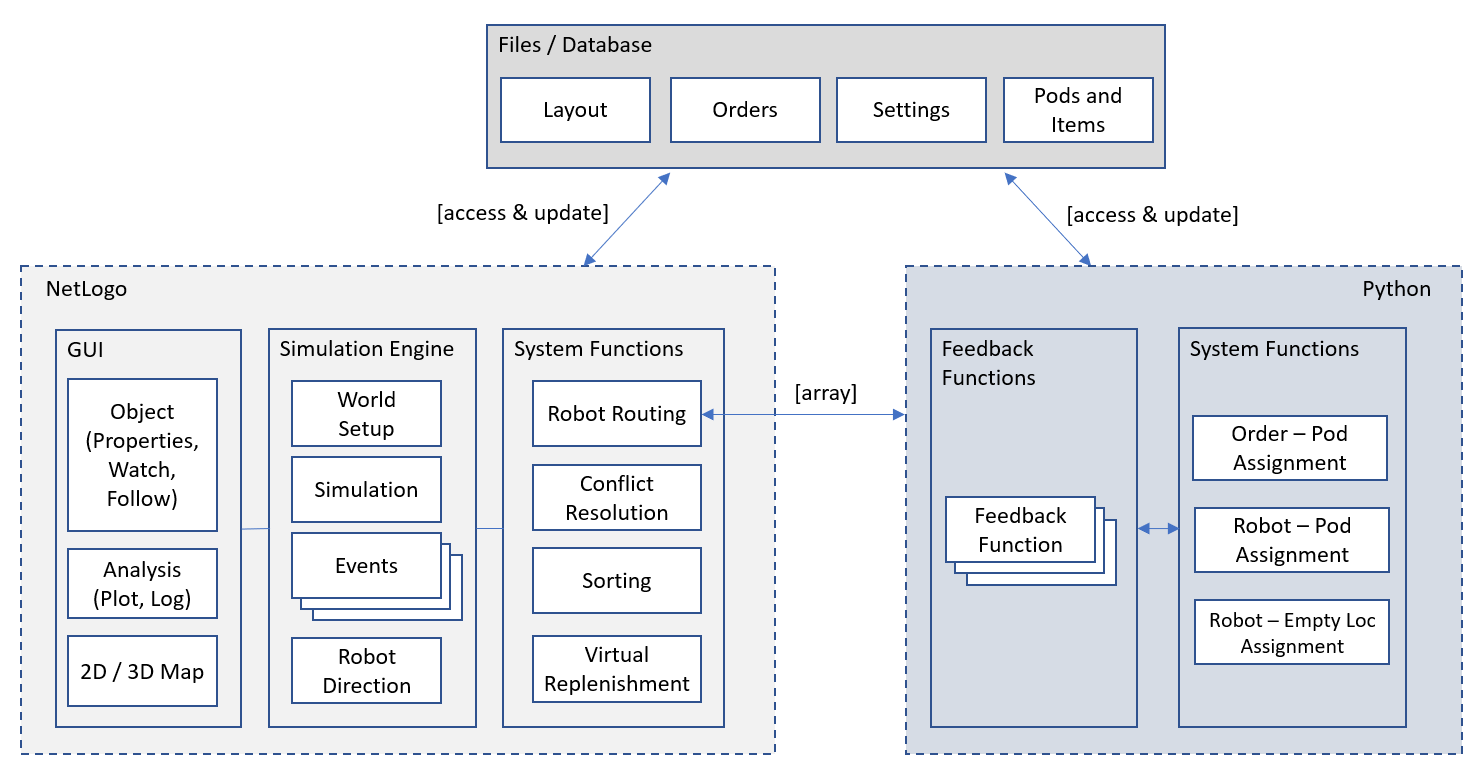 Files / Database
Layout
Orders
Settings
Pods and
Items
[access & update]
[access & update]
NetLogo
GUI
Object
(Properties,
Watch,
Follow)
Analysis
(Plot, Log)
2D / 3D Map
Simulation Engine
World
Setup
Simulation
Events
Robot
Direction
System Functions
Robot Routing
Conflict
Resolution
Sorting
Virtual
Replenishment
[array]
Python
Feedback
Functions
Feedback
Function
System Functions
Order – Pod
Assignment
Robot – Pod
Assignment
Robot – Empty Loc
Assignment